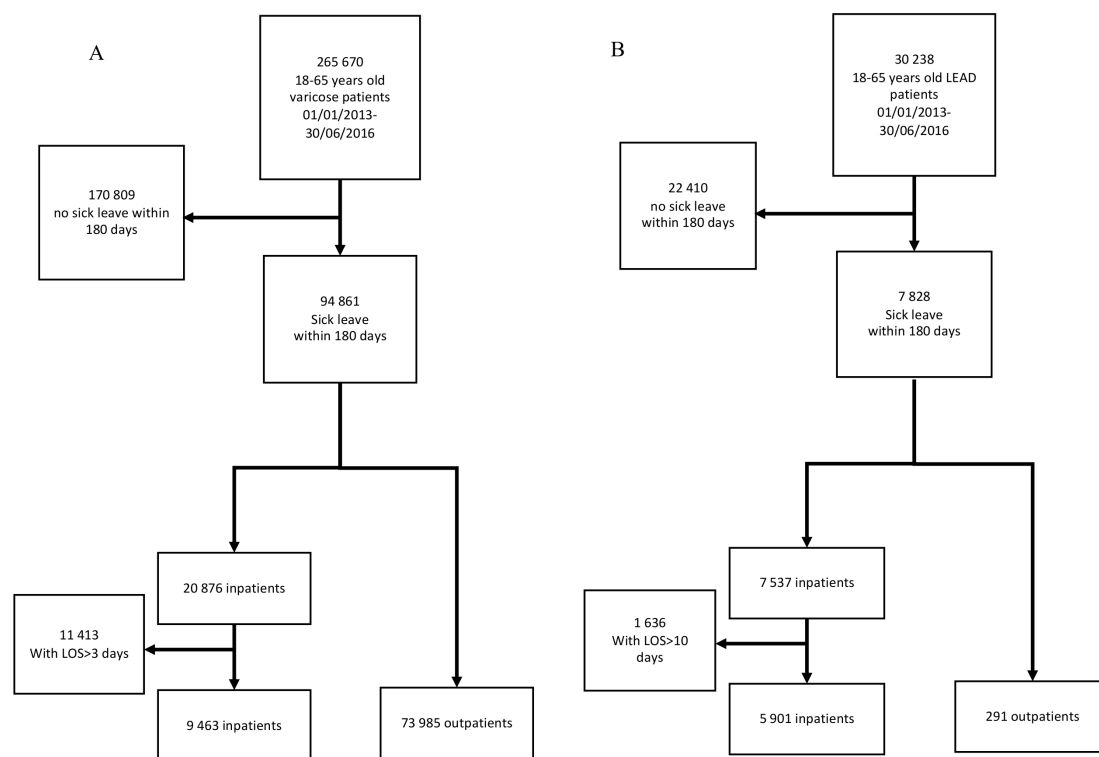 A
265 670
18-65 years old
varicose patients
01/01/2013-
30/06/2016
170 809
no sick leave within
180 days
94 861
Sick leave
within 180 days
20 876 inpatients
11 413
With LOS>3 days
9 463 inpatients
73 985 outpatients
B
30 238
18-65 years old LEAD
patients
01/01/2013-
30/06/2016
22 410
no sick leave
within 180 days
7 828
Sick leave
within 180 days
7 537 inpatients
1 636
With LOS>10
days
5 901 inpatients
291 outpatients